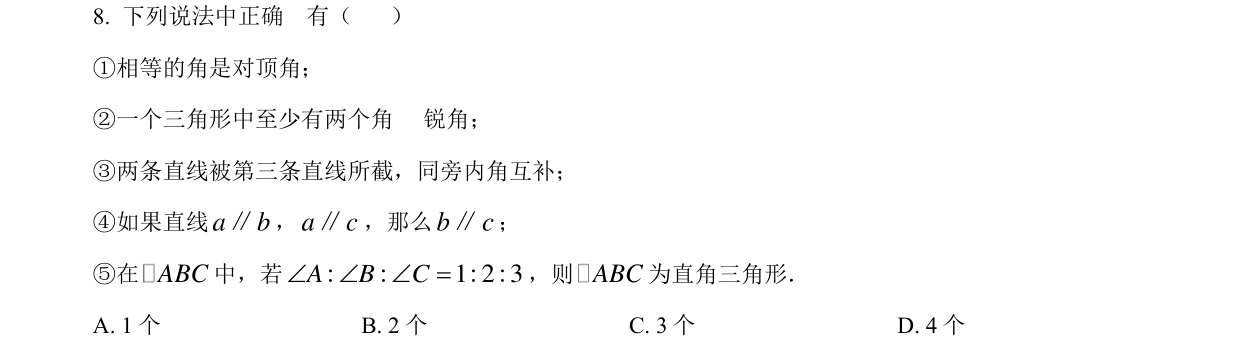 8. 下列说法中正确 有（ ）
①相等的角是对顶角；
②一个三角形中至少有两个角 锐角；
③两条直线被第三条直线所截，同旁内角互补；
④如果直线a∥b，a∥c，那么b∥c；
⑤在□ABC中，若∠A:∠B:∠C=1:2:3，则□ABC为直角三角形．
A. 1个 B. 2个 C. 3个 D. 4个